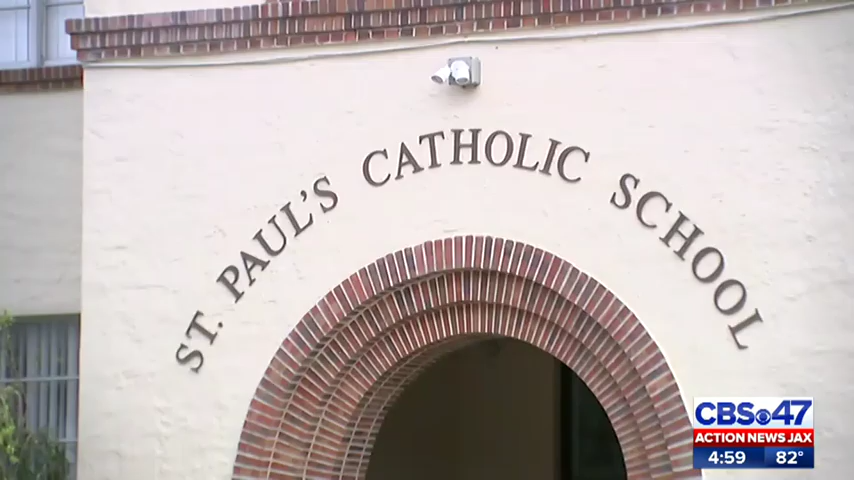 ST. PAUL'S CATHOLIC SCHOOL
CBS 47
ACTION NEWS JAX
4:59 82°